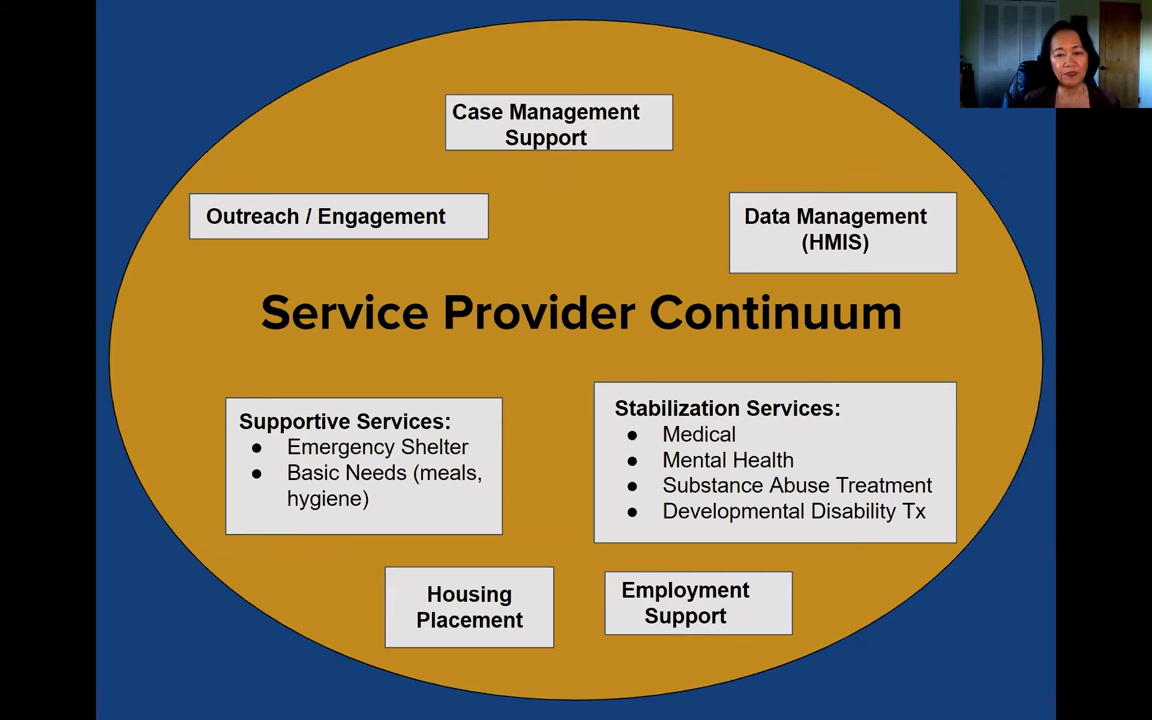 Case Management
Support
Outreach / Engagement
Data Management
(HMIS)
Service Provider Continuum
Supportive Services:
● Emergency Shelter
● Basic Needs (meals,
hygiene)
Stabilization Services:
● Medical
● Mental Health
● Substance Abuse Treatment
● Developmental Disability Tx
Housing
Placement
Employment
Support